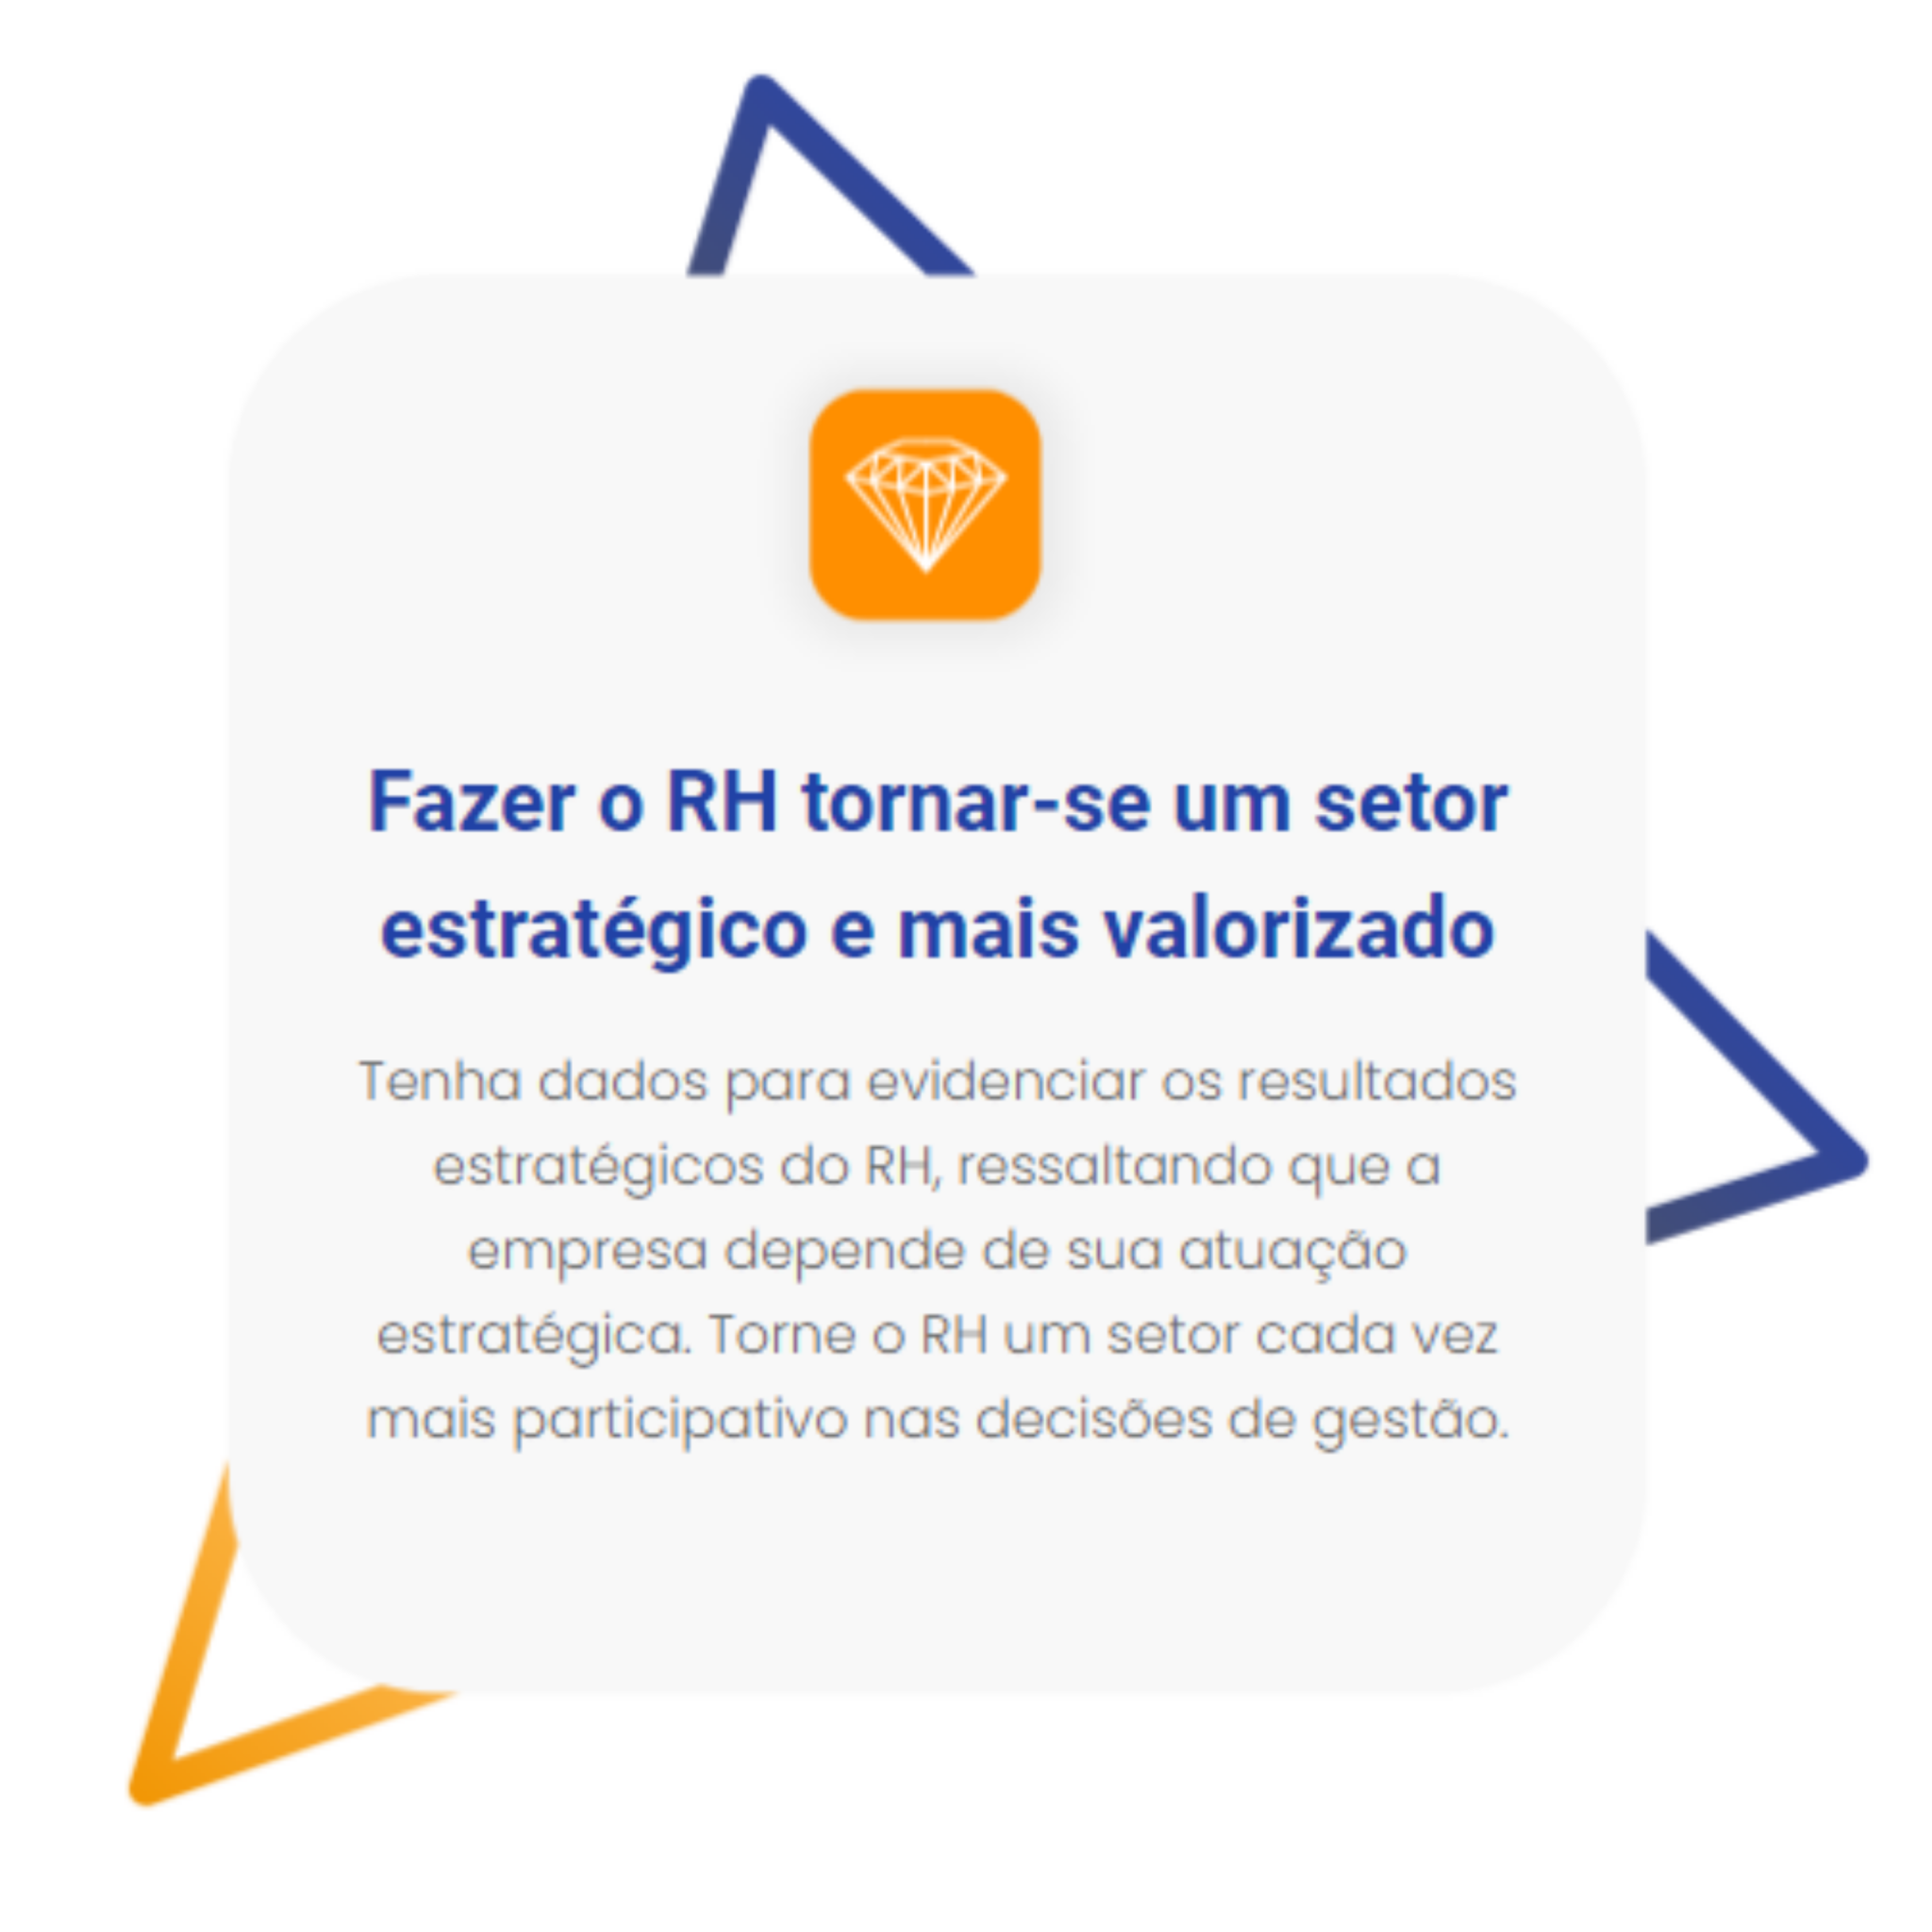 Fazer o RH tornar-se um setor
estratégico e mais valorizado
Tenha dados para evidenciar os resultados
estratégicos do RH, ressaltando que a
empresa depende de sua atuação
estratégica. Torne o RH um setor cada vez
mais participativo nas decisões de gestão.